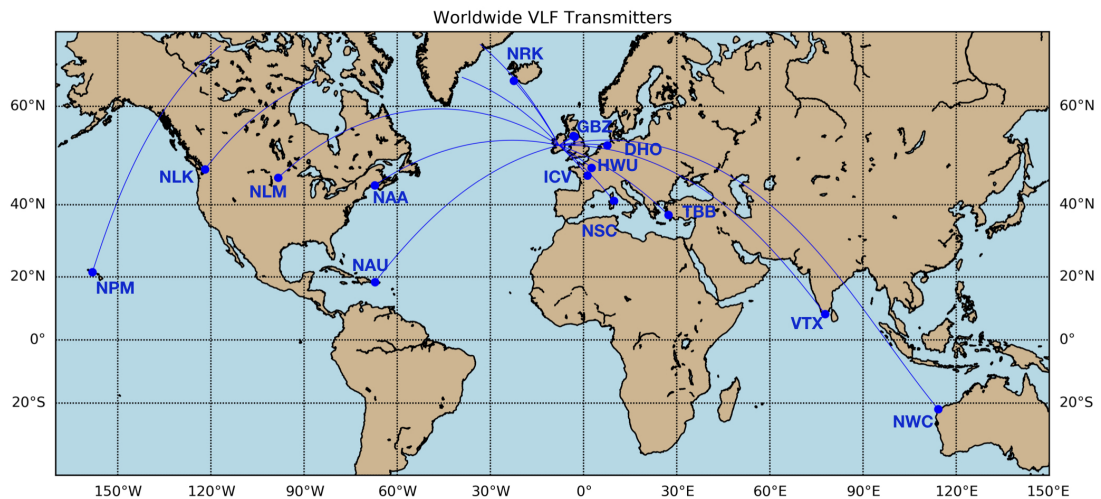 Worldwide VLF Transmitters
NRK
60°N
60°N
GBZ
DHO
NLK
HWU
ICV
NLM
NAA
40°N
40°N
TBB
NSC
NAU
20°N
20°N
NPM
VTX
0°
0°
20°S
20°S
NWC
150°W
120°W
90°W
60°W
30°W
0°
30°E
60°E
90°E
120°E
150°E